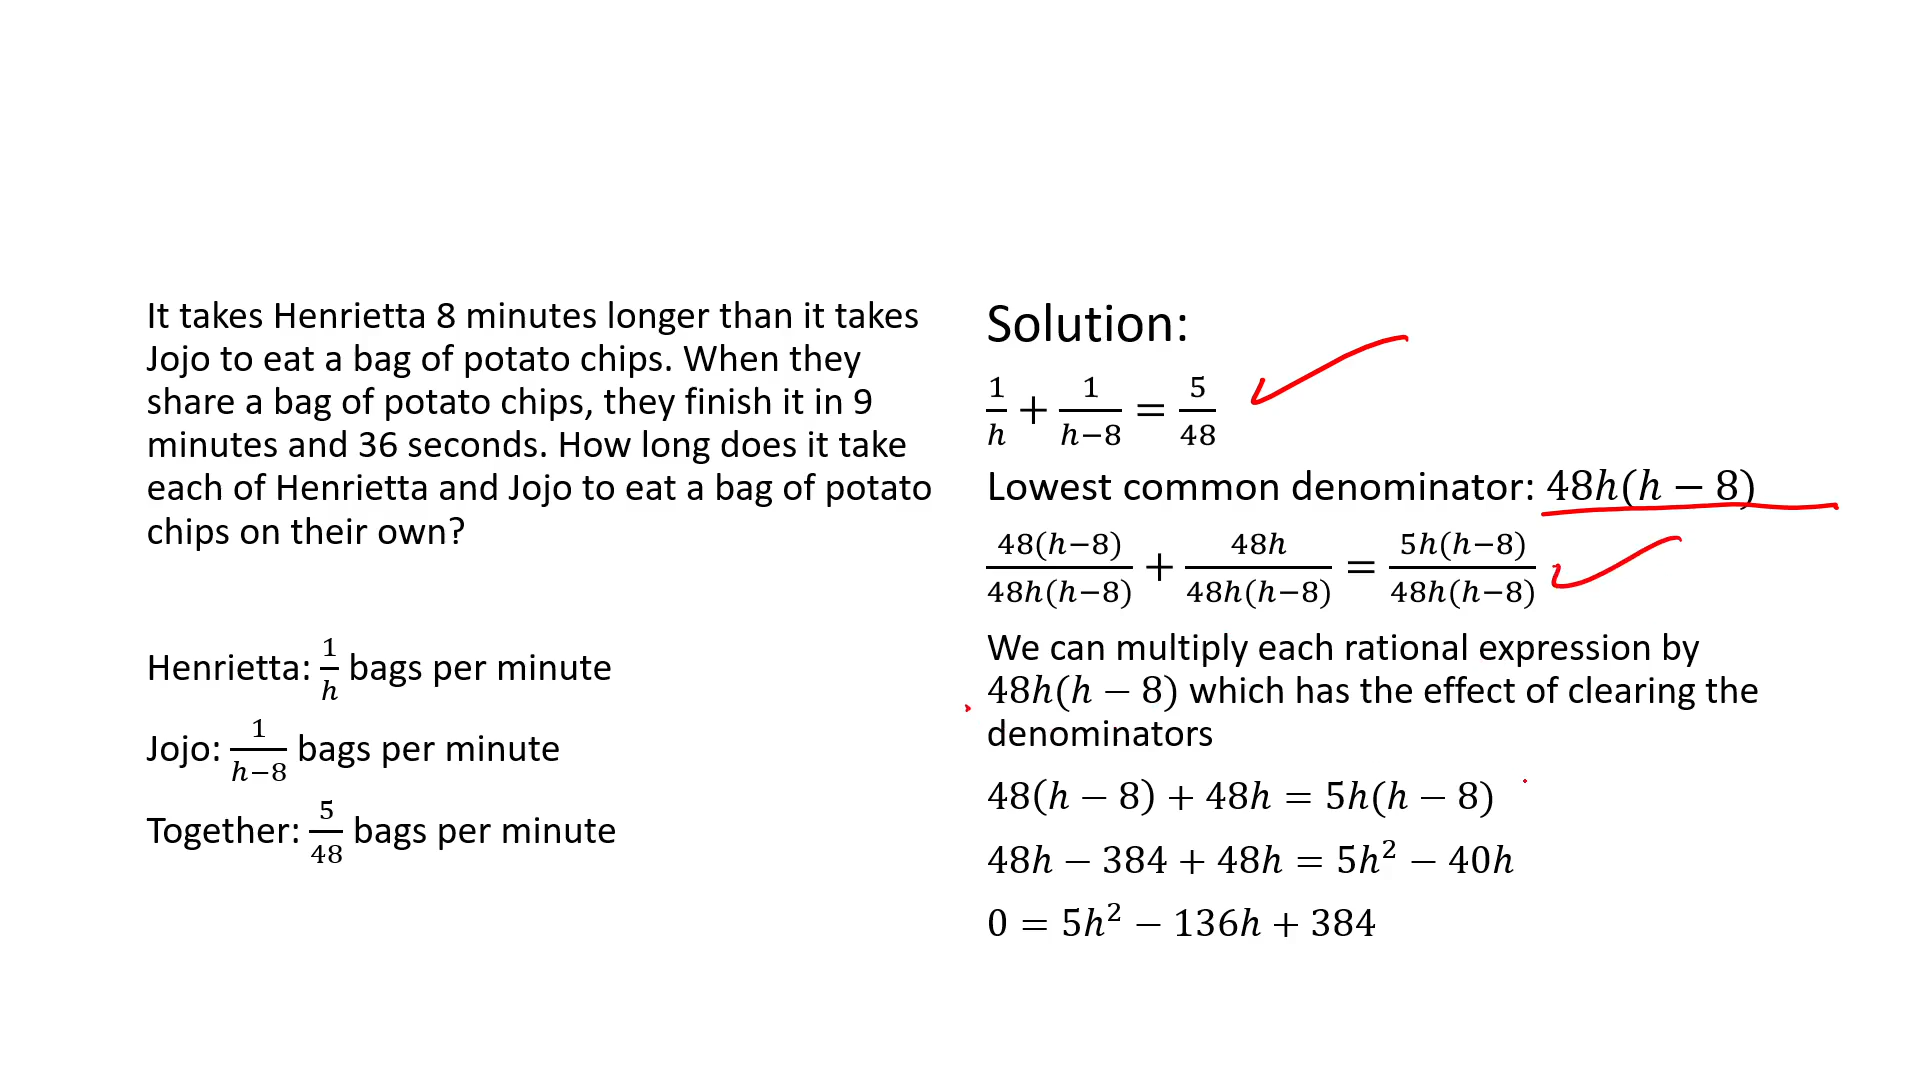 It takes Henrietta 8 minutes longer than it takes
Jojo to eat a bag of potato chips. When they
share a bag of potato chips, they finish it in 9
minutes and 36 seconds. How long does it take
each of Henrietta and Jojo to eat a bag of potato
chips on their own?
Henrietta: 1/h bags per minute
Jojo: 1/(h−8) bags per minute
Together: 5/48 bags per minute
Solution:
1/h + 1/(h−8) = 5/48
Lowest common denominator: 48h(h − 8)
48(h−8)/48h(h−8) + 48h/48h(h−8) = 5h(h−8)/48h(h−8)
We can multiply each rational expression by
48h(h − 8) which has the effect of clearing the
denominators
48(h − 8) + 48h = 5h(h − 8)
48h − 384 + 48h = 5h² − 40h
0 = 5h² − 136h + 384